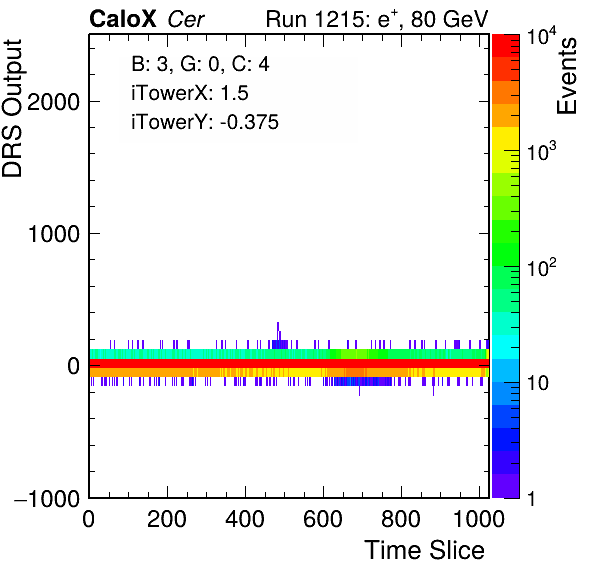 CaloX Cer Run 1215: e⁺, 80 GeV
B: 3, G: 0, C: 4
iTowerX: 1.5
iTowerY: -0.375
DRS Output
2000
1000
0
−1000
0 200 400 600 800 1000
Time Slice
Events
10⁴
10³
10²
10
1